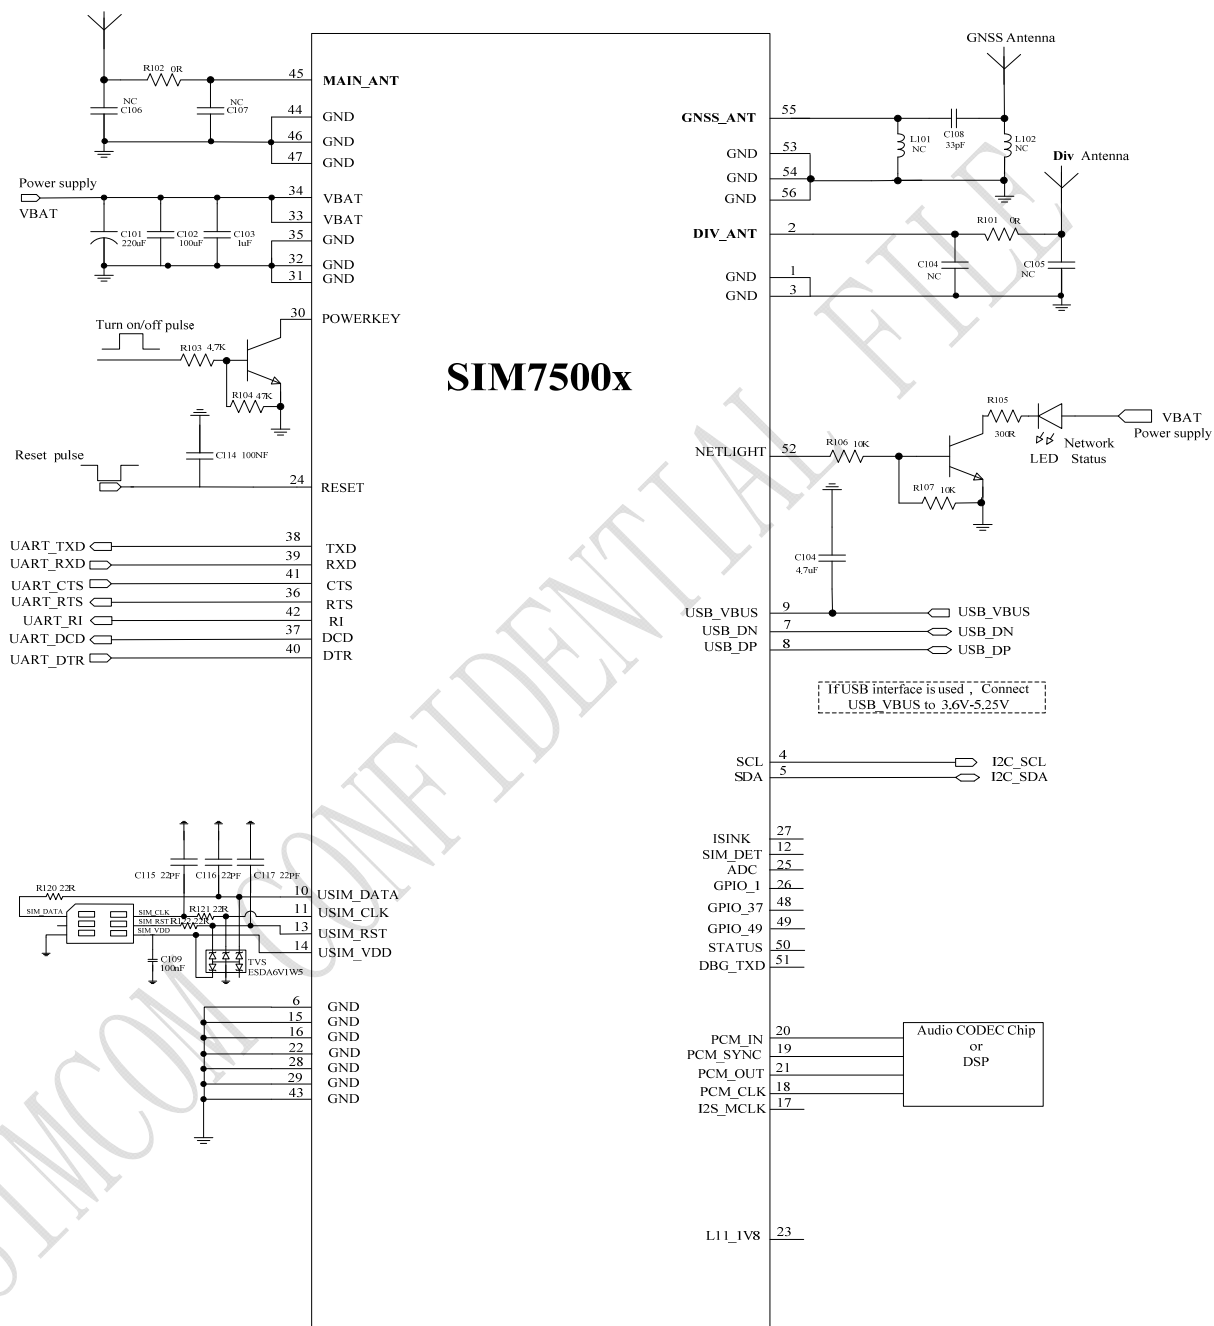 GNSS Antenna
R102 0R
45
MAIN_ANT
NC
C106
NC
C107
44
GND
46
GND
47
GND
55
GNSS_ANT
C108
33pF
L101
NC
L102
NC
53
GND
54
GND
56
GND
Div Antenna
Power supply
VBAT
34
VBAT
33
VBAT
35
GND
32
GND
31
GND
C101
220uF
C102
100uF
C103
1uF
R101 0R
2
DIV_ANT
C104
NC
C105
NC
1
GND
3
GND
30
POWERKEY
Turn on/off pulse
R103 4.7K
R104 47K
SIM7500x
C114 100NF
Reset pulse
24
RESET
R105
300R
VBAT
Power supply
LED
Network
Status
NETLIGHT
52
R106 10K
R107 10K
UART_TXD
38
TXD
UART_RXD
39
RXD
UART_CTS
41
CTS
UART_RTS
36
RTS
UART_RI
42
RI
UART_DCD
37
DCD
UART_DTR
40
DTR
C104
4.7uF
USB_VBUS
9
USB_VBUS
USB_DN
7
USB_DN
USB_DP
8
USB_DP
If USB interface is used , Connect
USB_VBUS to 3.6V-5.25V
SCL
4
I2C_SCL
SDA
5
I2C_SDA
ISINK
27
SIM_DET
12
ADC
25
GPIO_1
26
GPIO_37
48
GPIO_49
49
STATUS
50
DBG_TXD
51
C115 22PF
C116 22PF
C117 22PF
R120 22R
10
USIM_DATA
SIM_DATA
SIM_CLK
R121 22R
11
USIM_CLK
SIM_RST
R122 22R
13
USIM_RST
SIM_VDD
14
USIM_VDD
C109
100nF
TVS
ESDA6V1W5
6
GND
15
GND
16
GND
22
GND
28
GND
29
GND
43
GND
PCM_IN
20
PCM_SYNC
19
PCM_OUT
21
PCM_CLK
18
I2S_MCLK
17
Audio CODEC Chip
or
DSP
L11_1V8
23
SIMCOM CONFIDENTIAL FILE